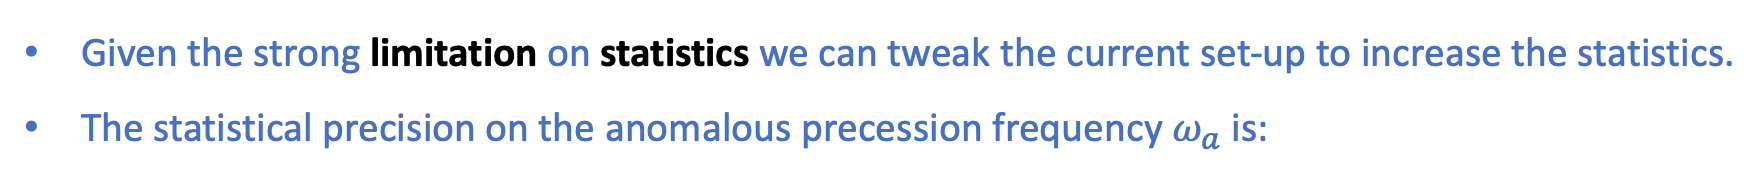 • Given the strong limitation on statistics we can tweak the current set-up to increase the statistics.
• The statistical precision on the anomalous precession frequency ωₐ is: